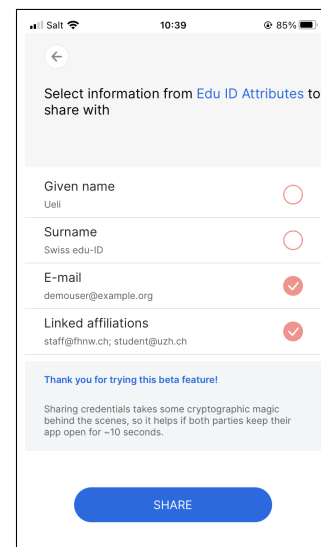 Salt 10:39 85%
Select information from Edu ID Attributes to
share with
Given name
Ueli
Surname
Swiss edu-ID
E-mail
demouser@example.org
Linked affiliations
staff@fhnw.ch; student@uzh.ch
Thank you for trying this beta feature!
Sharing credentials takes some cryptographic magic
behind the scenes, so it helps if both parties keep their
app open for ~10 seconds.
SHARE